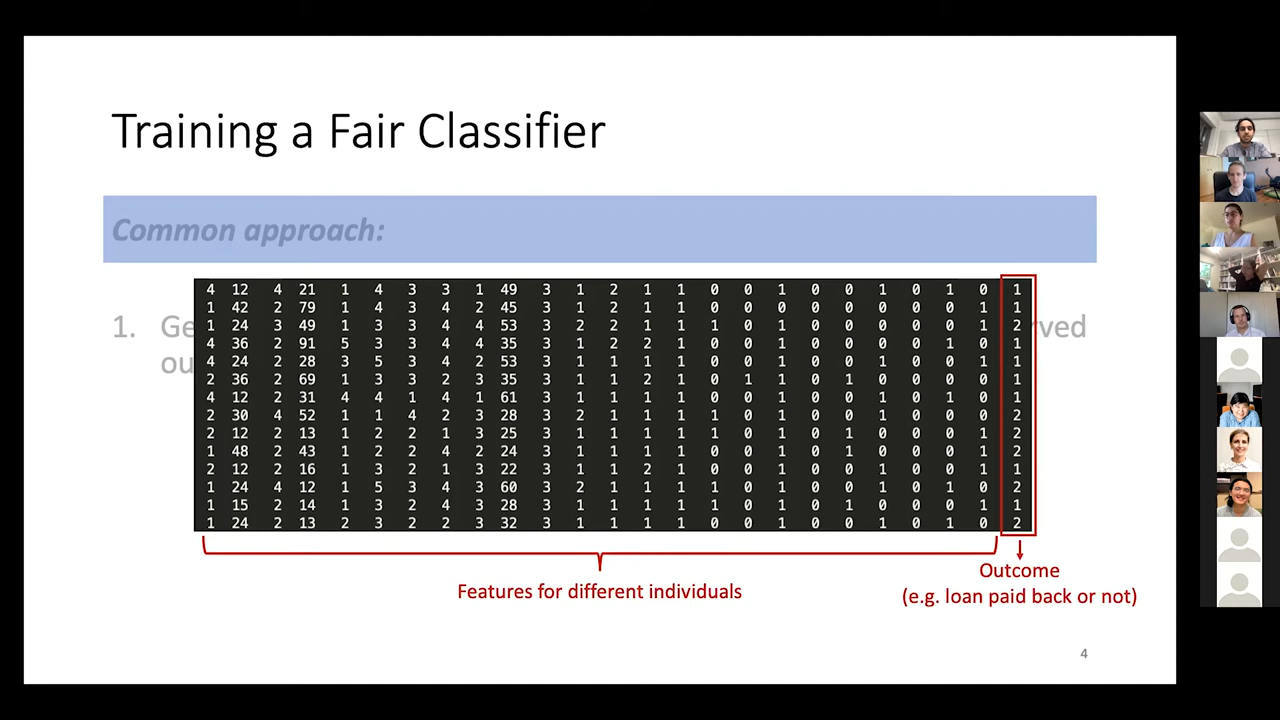 Training a Fair Classifier
Common approach:
1.
4 12 4 21 1 4 3 3 1 49 3 1 2 1 1 0 0 1 0 0 1 0 1 0 1
1 42 2 79 1 4 3 4 2 45 3 1 2 1 1 0 0 0 0 0 0 0 0 1 1
1 24 3 49 1 3 3 4 4 53 3 2 2 1 1 1 0 1 0 0 0 0 0 1 2
4 36 2 91 5 3 3 4 4 35 3 1 2 2 1 0 0 1 0 0 0 0 1 0 1
4 24 2 28 3 5 3 4 2 53 3 1 1 1 1 0 0 1 0 0 1 0 0 1 1
2 36 2 69 1 3 3 2 3 35 3 1 1 2 1 0 1 1 0 1 0 0 0 0 1
4 12 2 31 4 4 1 4 1 61 3 1 1 1 1 0 0 1 0 0 1 0 1 0 1
2 30 4 52 1 1 4 2 3 28 3 2 1 1 1 1 0 1 0 0 1 0 0 0 2
2 12 2 13 1 2 2 1 3 25 3 1 1 1 1 1 0 1 0 1 0 0 0 1 2
1 48 2 43 1 2 2 4 2 24 3 1 1 1 1 0 0 1 0 1 0 0 0 1 2
2 12 2 16 1 3 2 1 3 22 3 1 1 2 1 0 0 1 0 0 1 0 0 1 1
1 24 4 12 1 5 3 4 3 60 3 2 1 1 1 1 0 1 0 0 1 0 1 0 2
1 15 2 14 1 3 2 4 3 28 3 1 1 1 1 1 0 1 0 1 0 0 0 1 1
1 24 2 13 2 3 2 2 3 32 3 1 1 1 1 0 0 1 0 0 1 0 1 0 2
Features for different individuals
Outcome
(e.g. loan paid back or not)
4